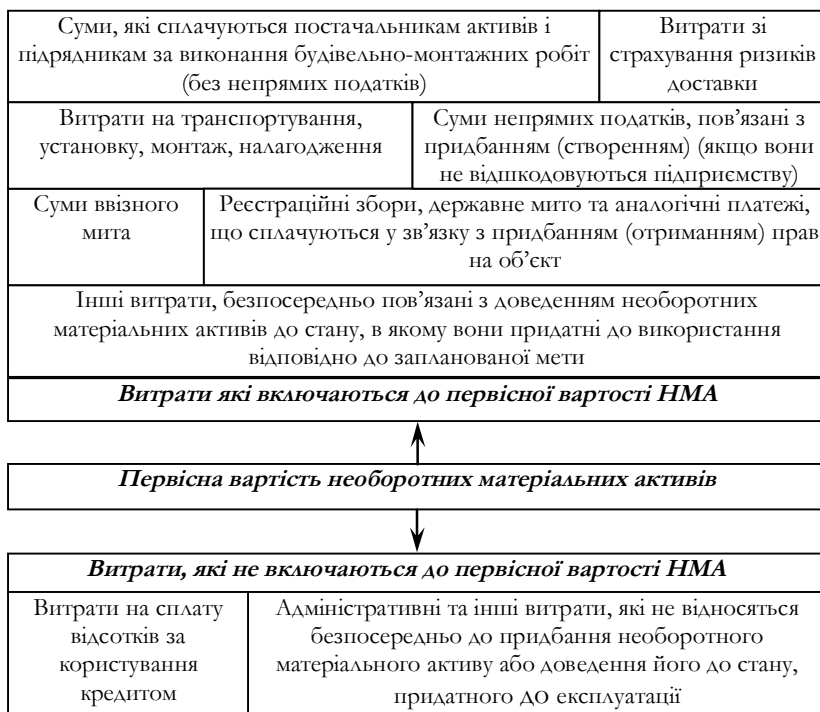 Суми, які сплачуються постачальникам активів і
підрядникам за виконання будівельно-монтажних робіт
(без непрямих податків)
Витрати зі
страхування ризиків
доставки
Витрати на транспортування,
установку, монтаж, налагодження
Суми непрямих податків, пов’язані з
придбанням (створенням) (якщо вони
не відшкодовуються підприємству)
Суми ввізного
мита
Реєстраційні збори, державне мито та аналогічні платежі,
що сплачуються у зв’язку з придбанням (отриманням) прав
на об’єкт
Інші витрати, безпосередньо пов’язані з доведенням необоротних
матеріальних активів до стану, в якому вони придатні до використання
відповідно до запланованої мети
Витрати які включаються до первісної вартості НМА
Первісна вартість необоротних матеріальних активів
Витрати, які не включаються до первісної вартості НМА
Витрати на сплату
відсотків за
користування
кредитом
Адміністративні та інші витрати, які не відносяться
безпосередньо до придбання необоротного
матеріального активу або доведення його до стану,
придатного до експлуатації